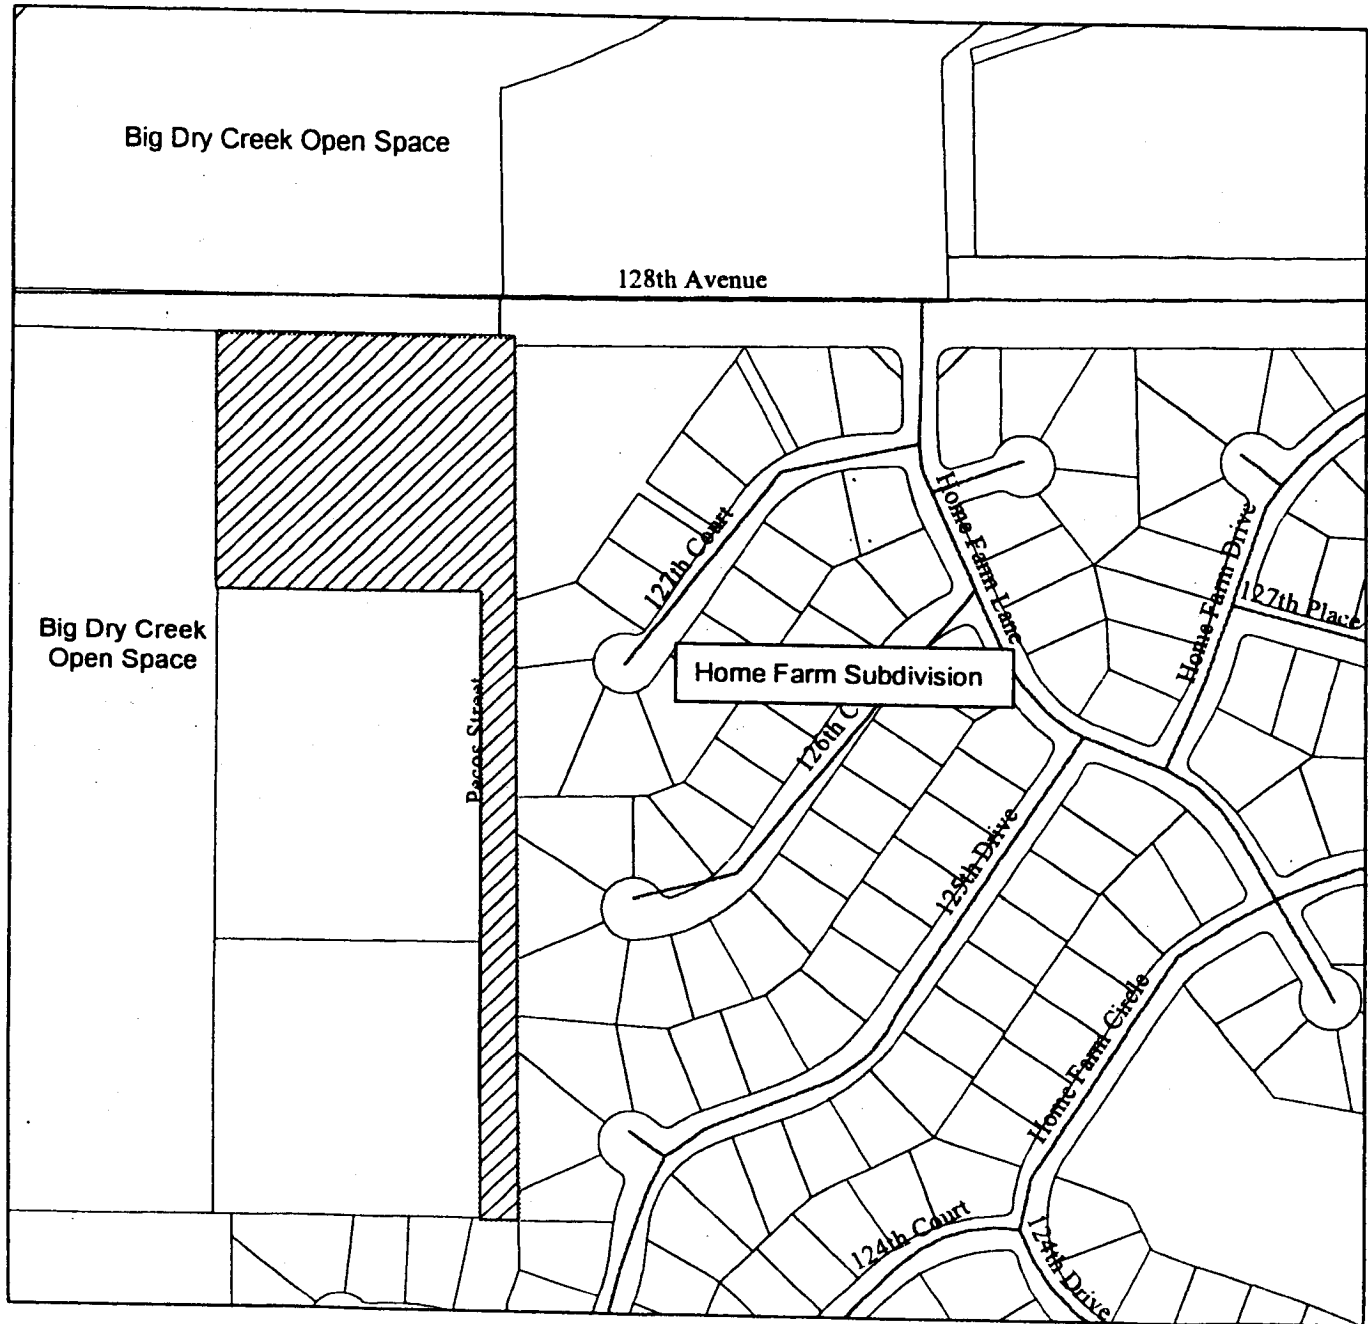 Big Dry Creek Open Space
128th Avenue
127th Court
Home Farm Lane
Home Farm Drive
127th Place
Big Dry Creek
Open Space
Home Farm Subdivision
Pecos Street
126th C
125th Drive
Home Farm Circle
124th Court
124th Drive